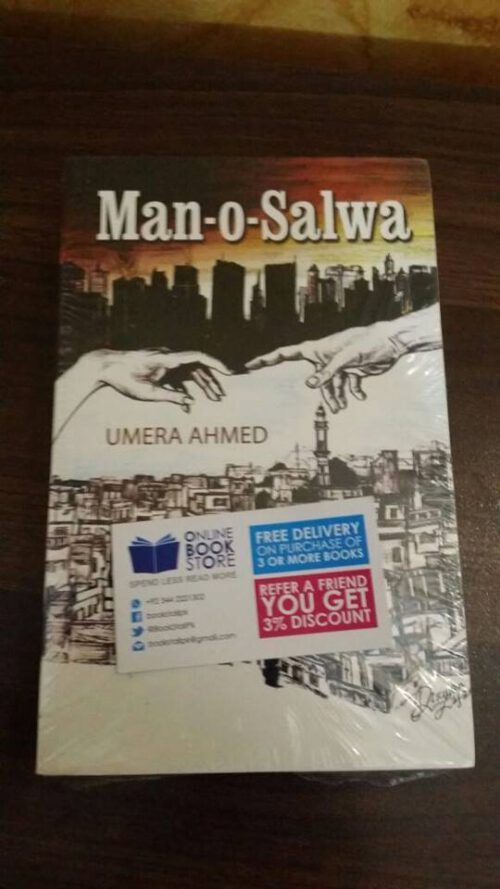 Man-o-Salwa
UMERA AHMED
ONLINE
BOOK
STORE
SPEND LESS READ MORE
FREE DELIVERY
ON PURCHASE OF
3 OR MORE BOOKS
REFER A FRIEND
YOU GET
3% DISCOUNT